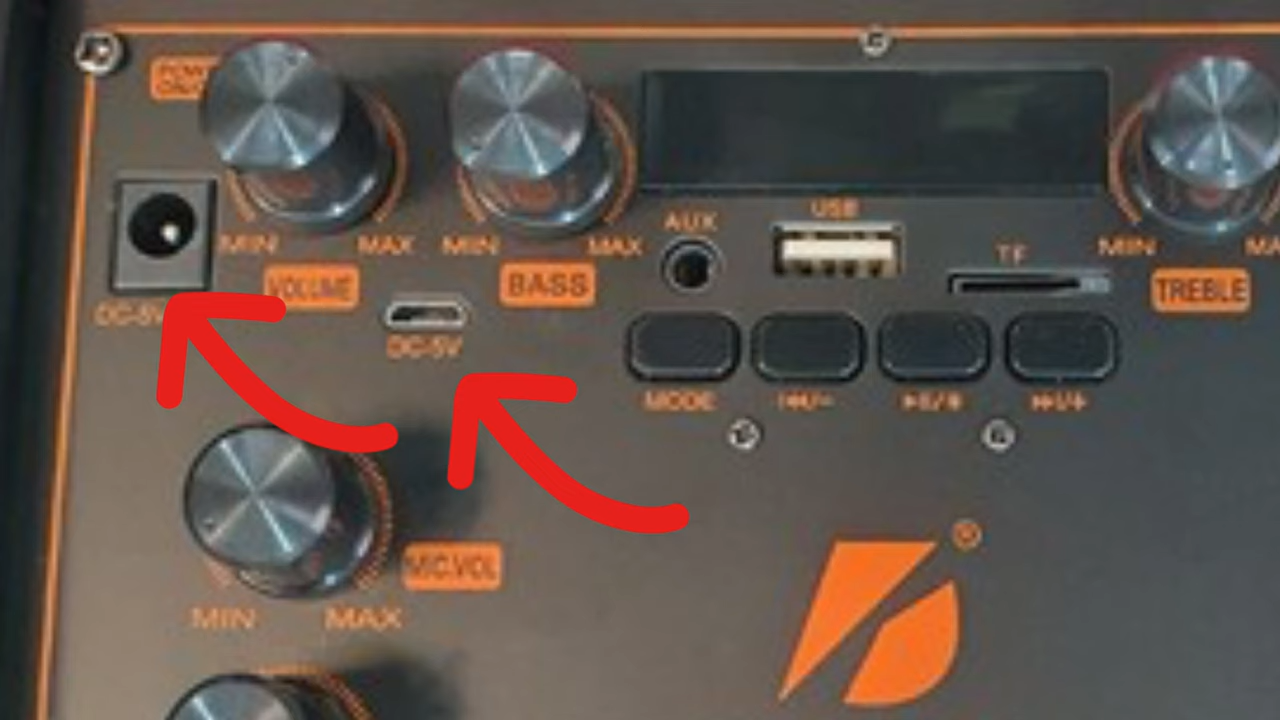 MIN
MAX
VOLUME
MIN
MAX
BASS
AUX
USB
TF
MIN
TREBLE
DC-5V
MODE
MIC.VOL
MIN
MAX